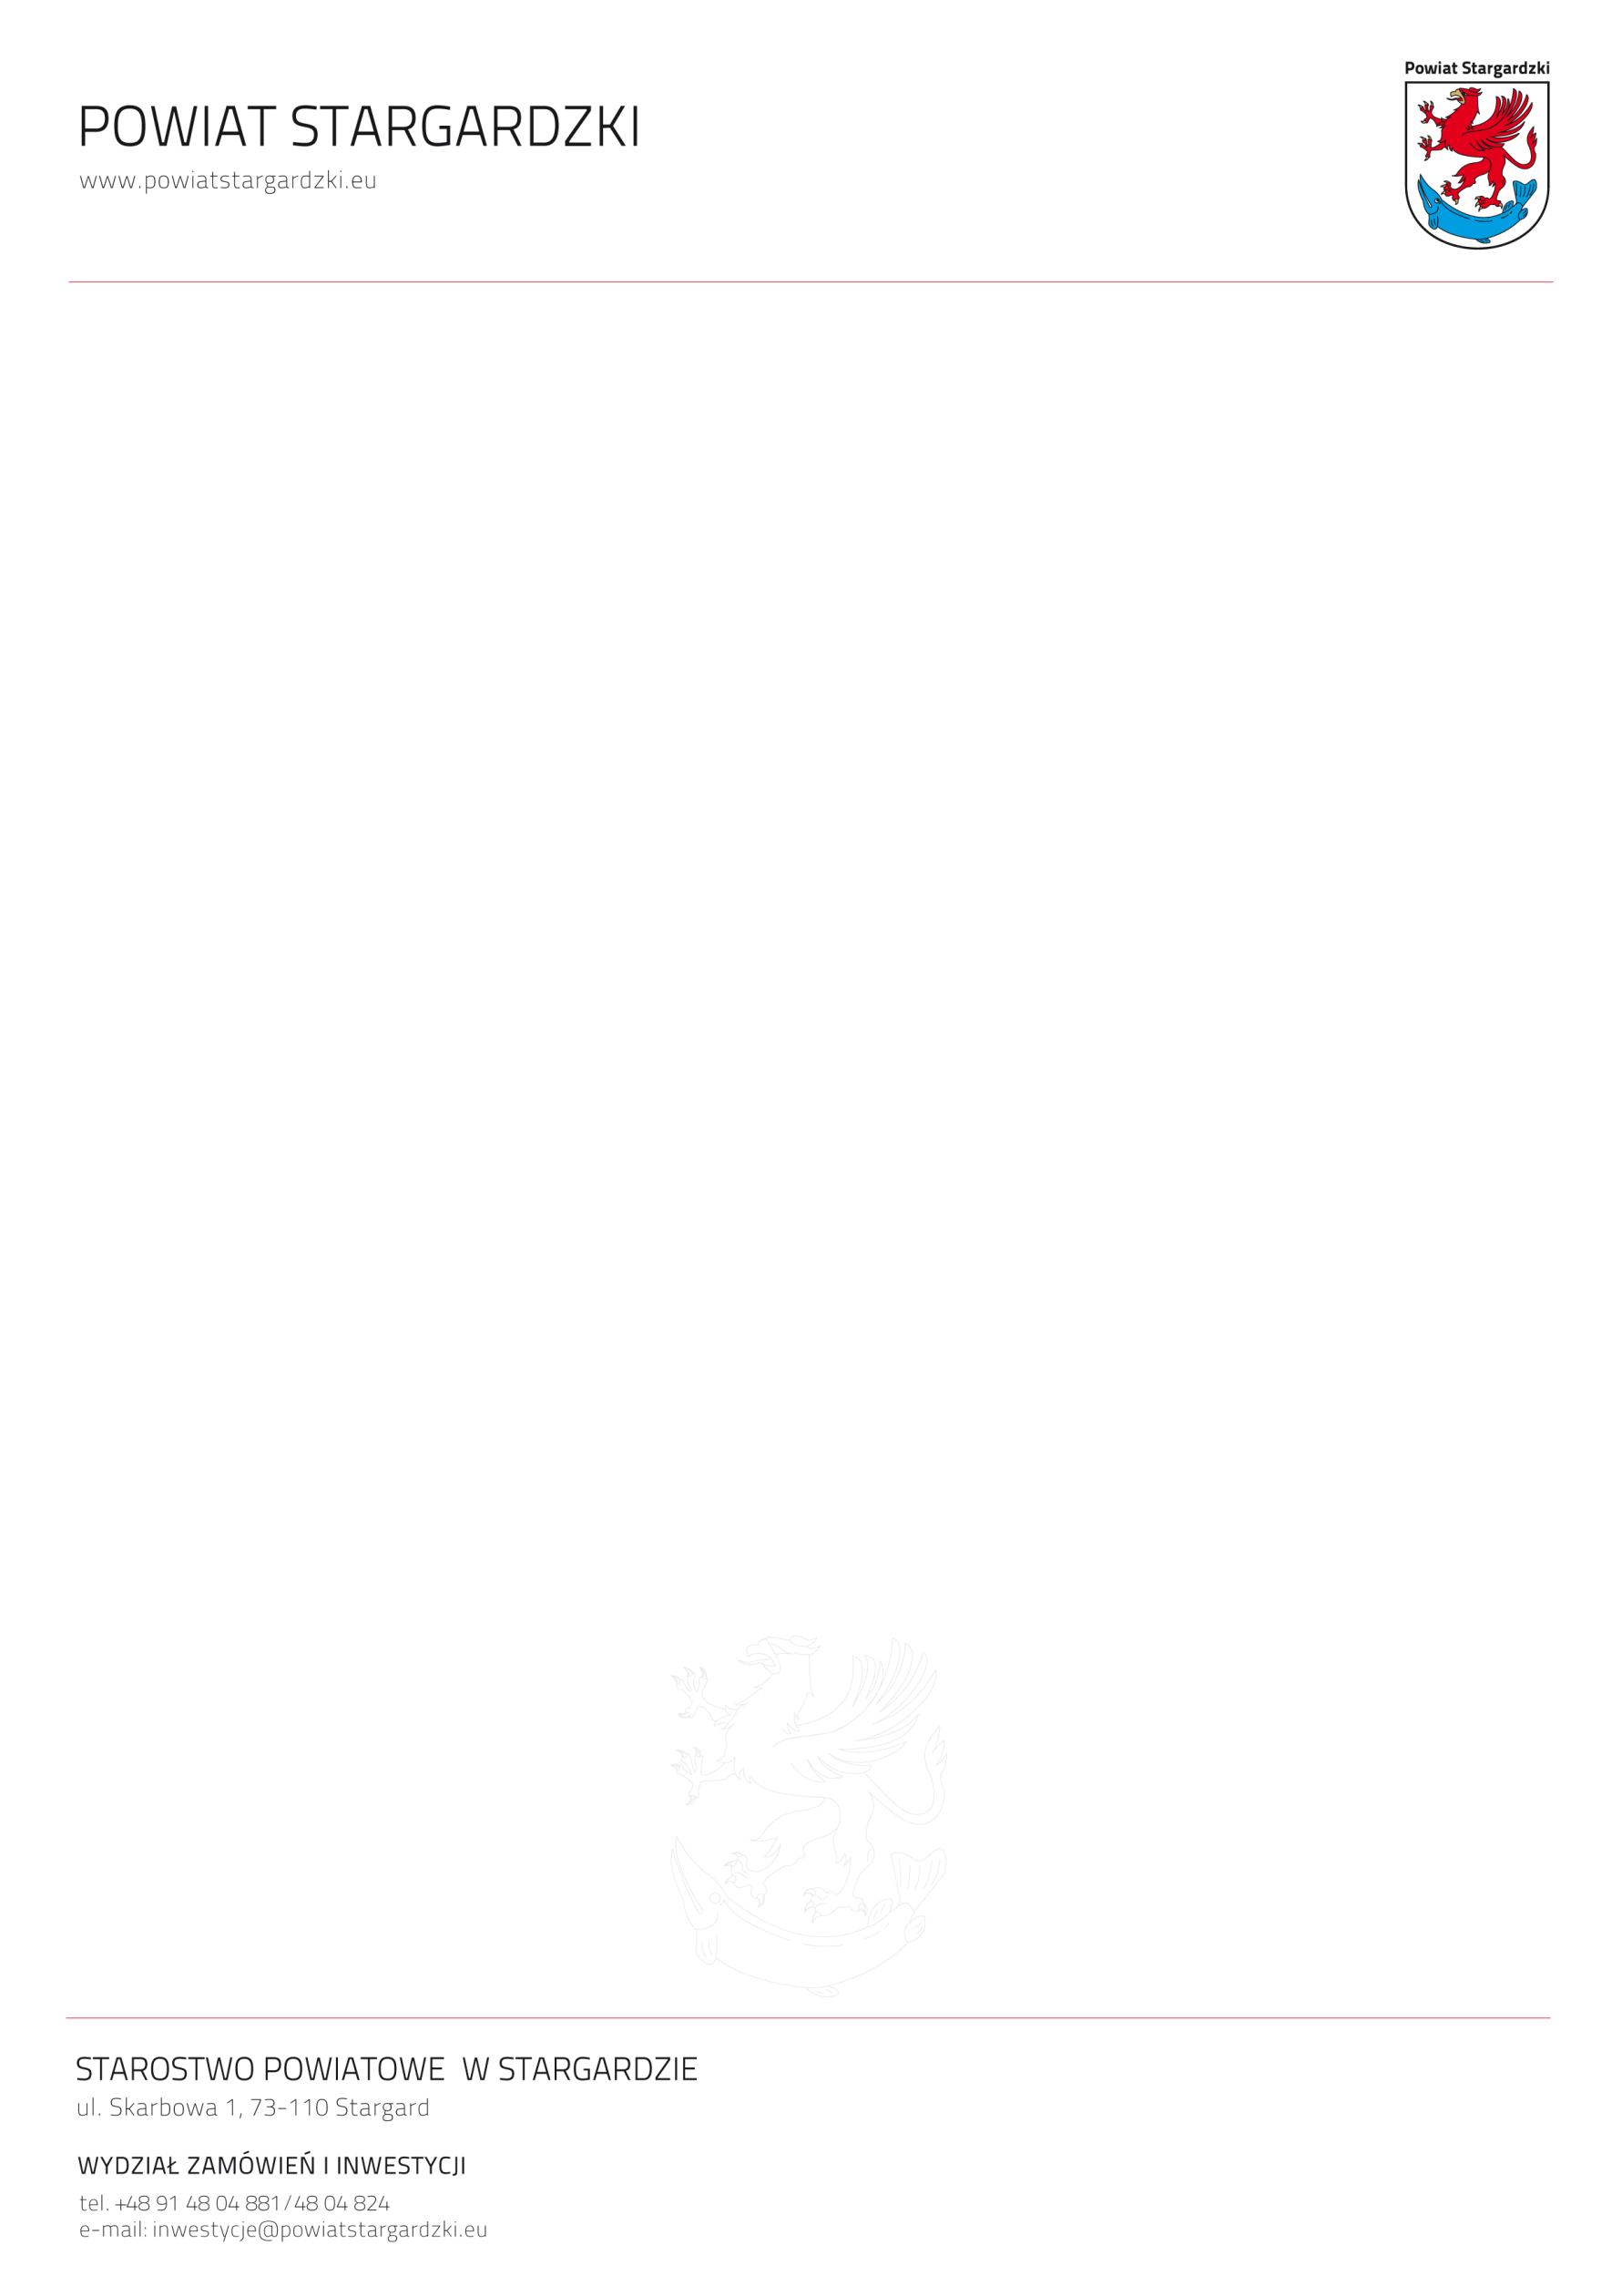 Powiat Stargardzki
POWIAT STARGARDZKI
www.powiatstargardzki.eu
STAROSTWO POWIATOWE W STARGARDZIE
ul. Skarbowa 1, 73-110 Stargard
WYDZIAŁ ZAMÓWIEŃ I INWESTYCJI
tel. +48 91 48 04 881/48 04 824
e-mail: inwestycje@powiatstargardzki.eu